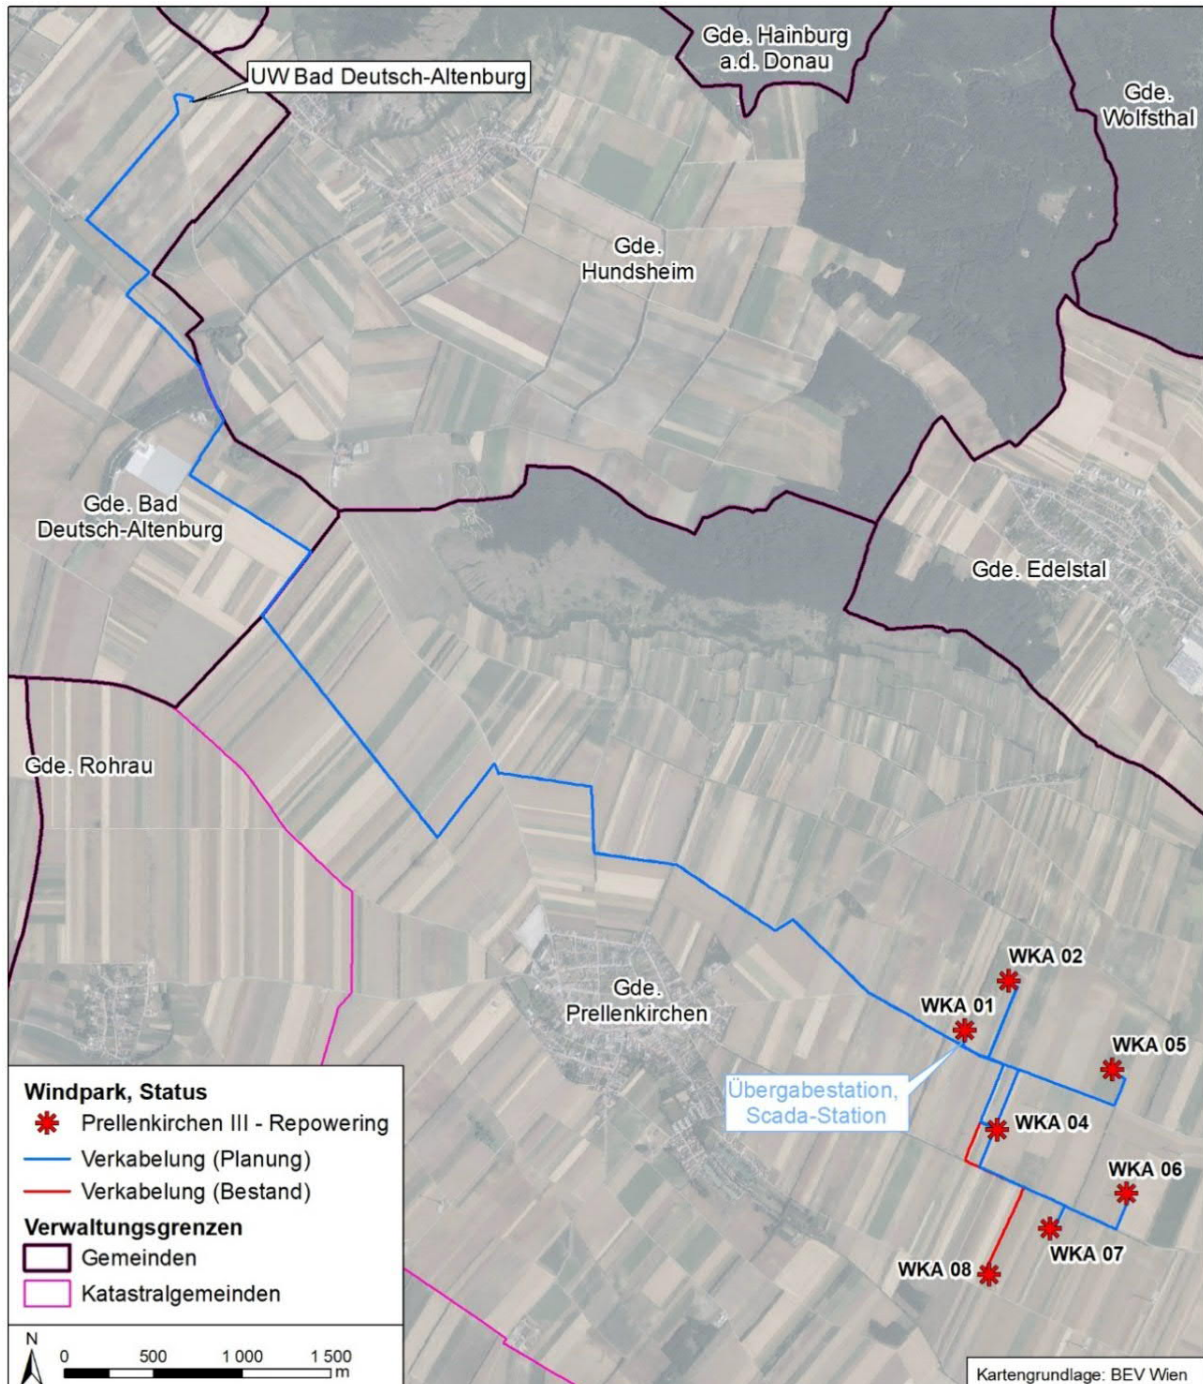 UW Bad Deutsch-Altenburg
Gde. Hainburg
a.d. Donau
Gde.
Wolfsthal
Gde.
Hundsheim
Gde. Bad
Deutsch-Altenburg
Gde. Edelstal
Gde. Rohrau
Gde.
Prellenkirchen
WKA 02
WKA 01
WKA 05
Übergabestation,
Scada-Station
WKA 04
WKA 06
WKA 07
WKA 08
Windpark, Status
Prellenkirchen III - Repowering
Verkabelung (Planung)
Verkabelung (Bestand)
Verwaltungsgrenzen
Gemeinden
Katastralgemeinden
N
0 500 1 000 1 500
m
Kartengrundlage: BEV Wien